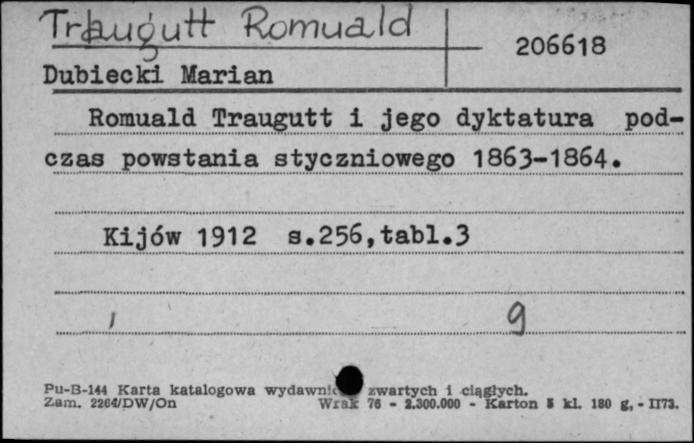 Traugutt Romuald
206618
Dubiecki Marian
Romuald Traugutt i jego dyktatura pod-
czas powstania styczniowego 1863-1864.
Kijów 1912 s.256,tabl.3
9
Pu-B-144 Karta katalogowa zwartych i ciągłych.
Zam. 2264/DW/On Wrak 76 - 2.300.000 - Karton 5 kl. 180 g, - II73.